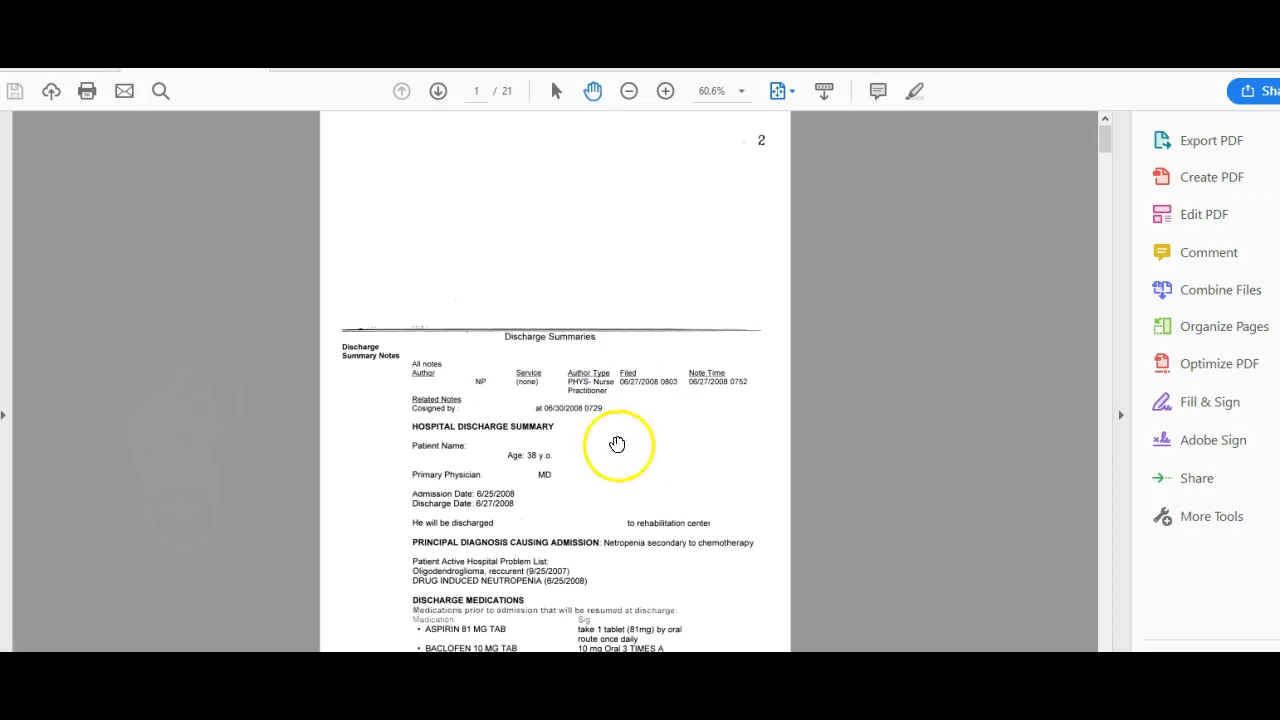 1 / 21
60.6%
Sha
Export PDF
Create PDF
Edit PDF
Comment
Combine Files
Organize Pages
Optimize PDF
Fill & Sign
Adobe Sign
Share
More Tools
2
Discharge Summaries
Discharge
Summary Notes
All notes
Author Service Author Type Filed Note Time
NP (none) PHYS- Nurse 06/27/2008 0803 06/27/2008 0752
Practitioner
Related Notes
Cosigned by : at 06/30/2008 0729
HOSPITAL DISCHARGE SUMMARY
Patient Name:
Age: 38 y.o.
Primary Physician MD
Admission Date: 6/25/2008
Discharge Date: 6/27/2008
He will be discharged to rehabilitation center
PRINCIPAL DIAGNOSIS CAUSING ADMISSION: Netropenia secondary to chemotherapy
Patient Active Hospital Problem List:
Oligodendroglioma, reccurent (9/25/2007)
DRUG INDUCED NEUTROPENIA (6/25/2008)
DISCHARGE MEDICATIONS
Medications prior to admission that will be resumed at discharge:
Medication Sig
• ASPIRIN 81 MG TAB take 1 tablet (81mg) by oral
route once daily
• BACLOFEN 10 MG TAB 10 mg Oral 3 TIMES A